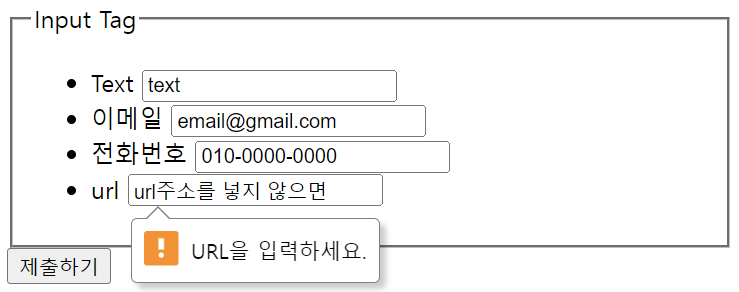 Input Tag
Text text
이메일 email@gmail.com
전화번호 010-0000-0000
url url주소를 넣지 않으면
URL을 입력하세요.
제출하기